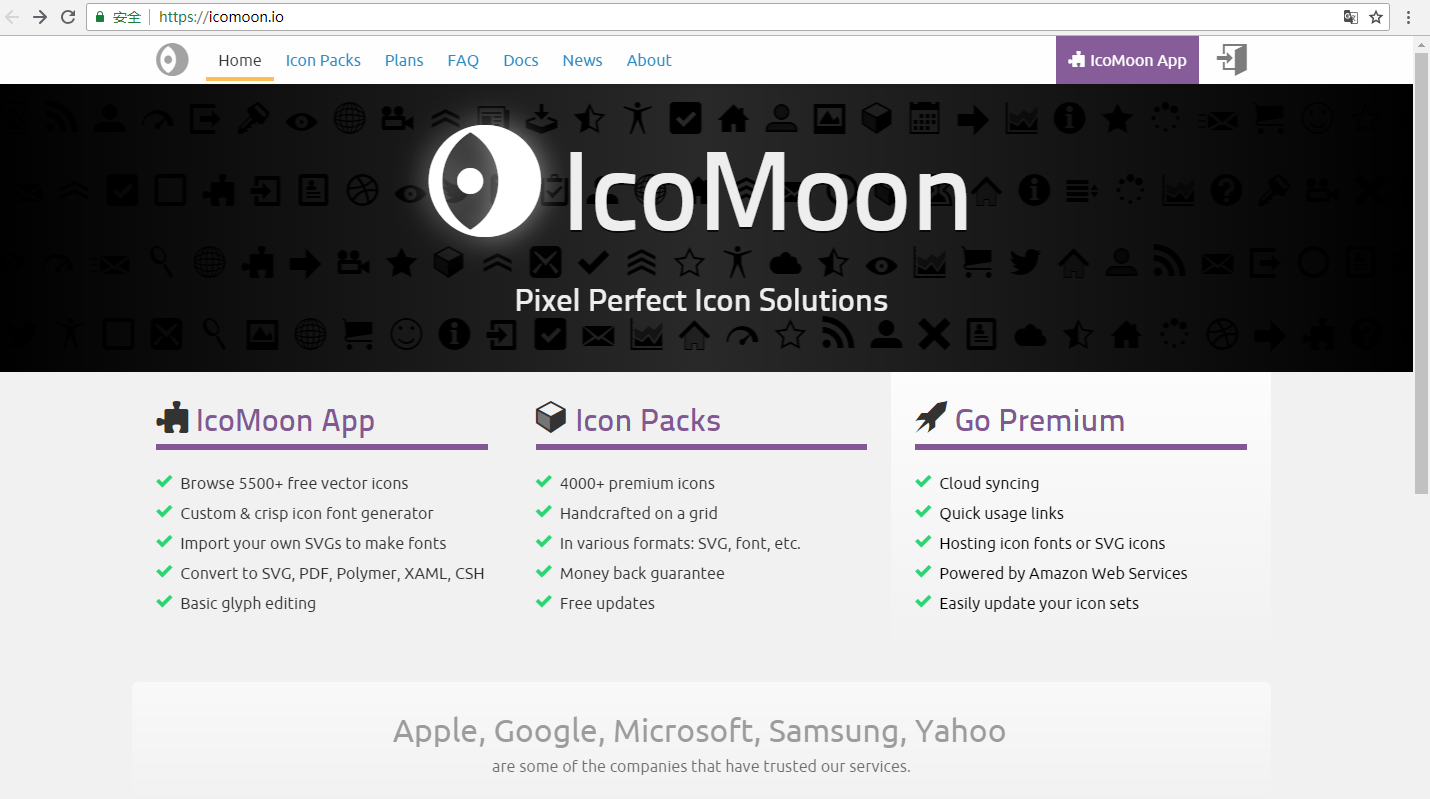 安全 https://icomoon.io
Home Icon Packs Plans FAQ Docs News About IcoMoon App
IcoMoon
Pixel Perfect Icon Solutions
IcoMoon App
Browse 5500+ free vector icons
Custom & crisp icon font generator
Import your own SVGs to make fonts
Convert to SVG, PDF, Polymer, XAML, CSH
Basic glyph editing
Icon Packs
4000+ premium icons
Handcrafted on a grid
In various formats: SVG, font, etc.
Money back guarantee
Free updates
Go Premium
Cloud syncing
Quick usage links
Hosting icon fonts or SVG icons
Powered by Amazon Web Services
Easily update your icon sets
Apple, Google, Microsoft, Samsung, Yahoo
are some of the companies that have trusted our services.